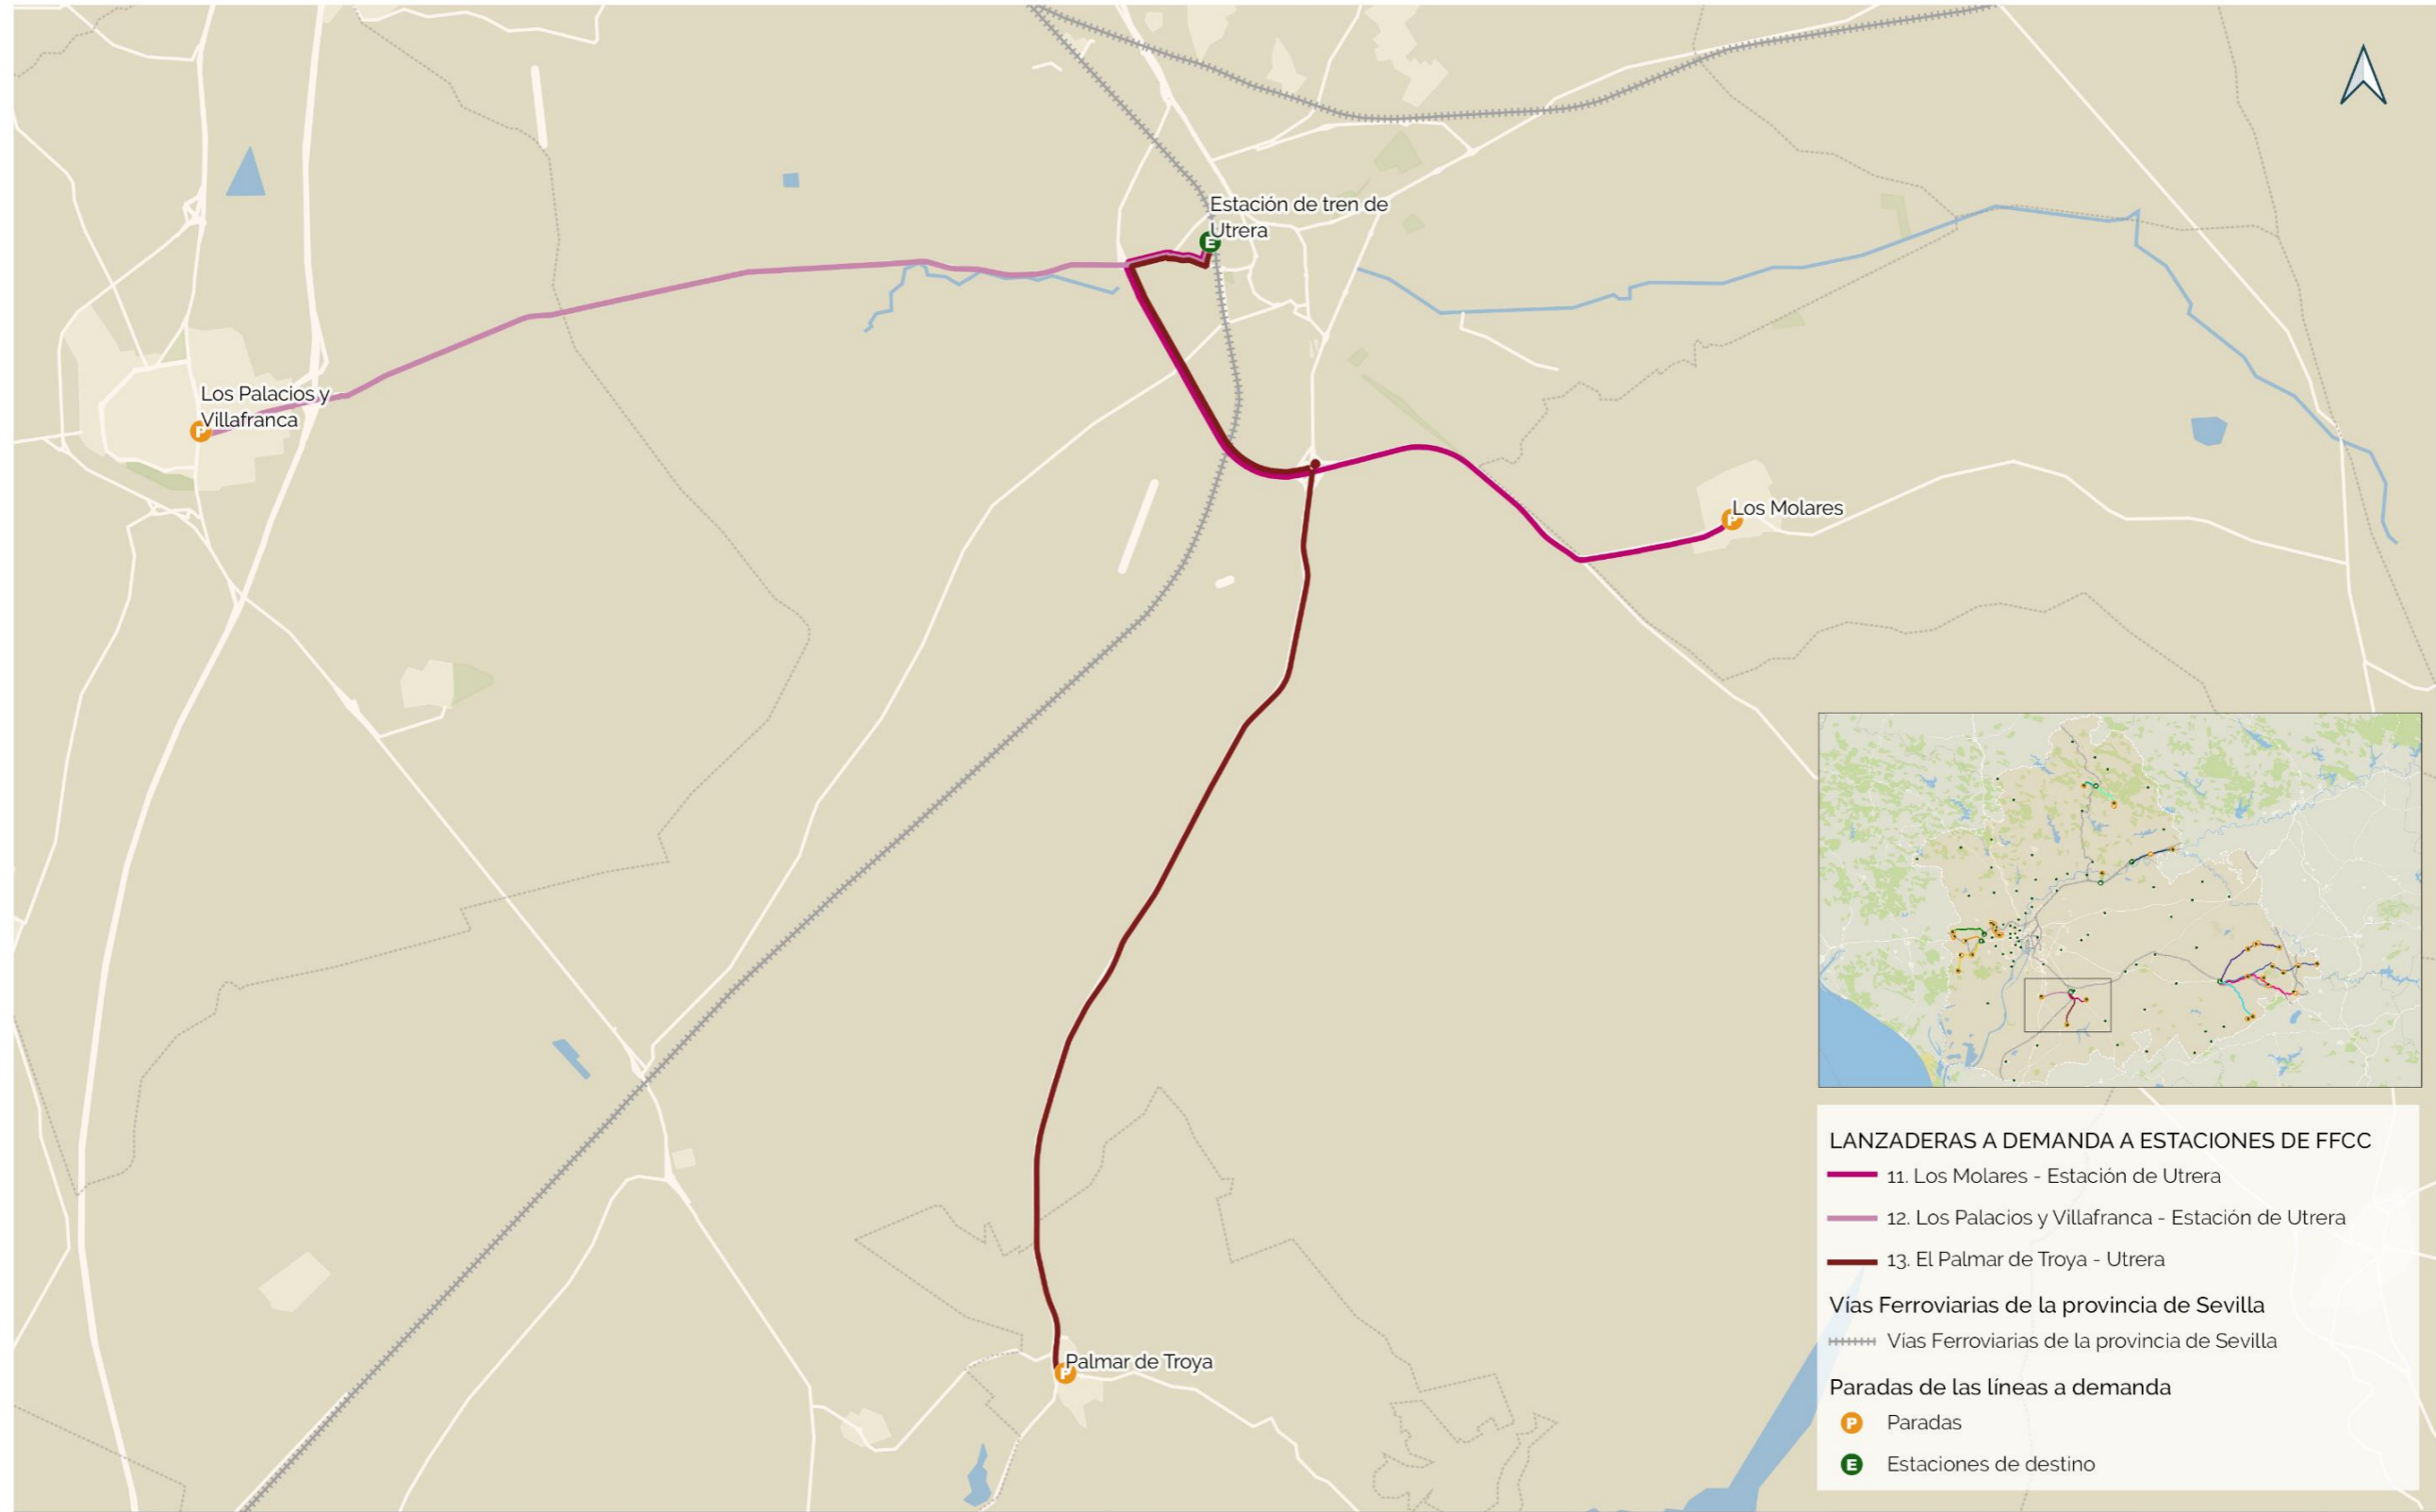 Estación de tren de
Utrera
E
Los Palacios y
Villafranca
P
Los Molares
P
Palmar de Troya
P
LANZADERAS A DEMANDA A ESTACIONES DE FFCC
11. Los Molares - Estación de Utrera
12. Los Palacios y Villafranca - Estación de Utrera
13. El Palmar de Troya - Utrera
Vías Ferroviarias de la provincia de Sevilla
Vías Ferroviarias de la provincia de Sevilla
Paradas de las líneas a demanda
P Paradas
E Estaciones de destino